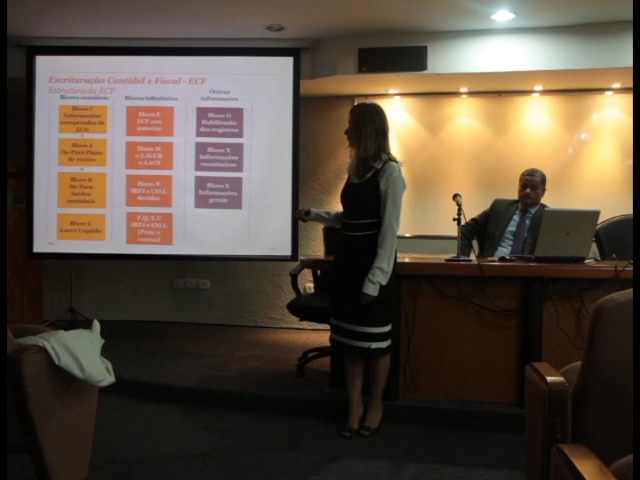 Escrituração Contábil e Fiscal - ECF
Estrutura da ECF
Blocos contábeis
Blocos tributários
Outras
informações
Bloco C
Informações
recuperadas de
ECD
Bloco J
De-Para Plano
de contas
Bloco K
De-Para
Saldos
contábeis
Bloco L
Lucro Líquido
Bloco E
ECF ano
anterior
Bloco M
e-LALUR
e-LACS
Bloco N
IRPJ e CSLL
devidos
P, Q, T, U
IRPJ e CSLL
(Pres. e
outros)
Bloco O
Habilitação
dos registros
Bloco X
Informações
econômicas
Bloco Y
Informações
gerais